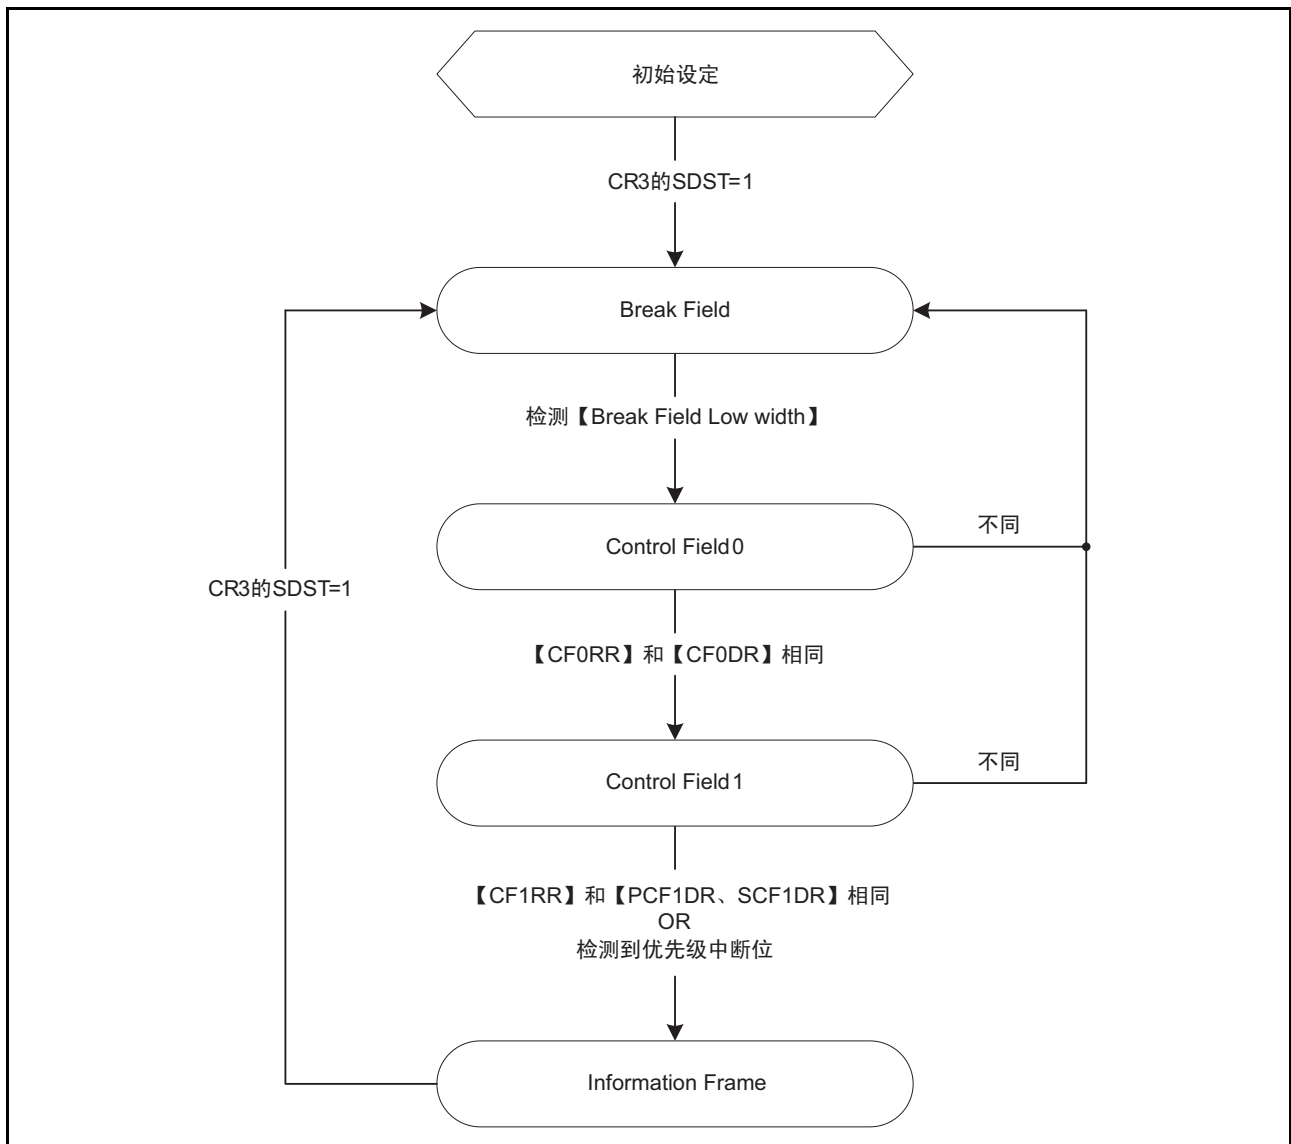 初始设定
CR3的SDST=1
Break Field
检测【Break Field Low width】
Control Field0
不同
CR3的SDST=1
【CF0RR】和【CF0DR】相同
Control Field1
不同
【CF1RR】和【PCF1DR、SCF1DR】相同
OR
检测到优先级中断位
Information Frame